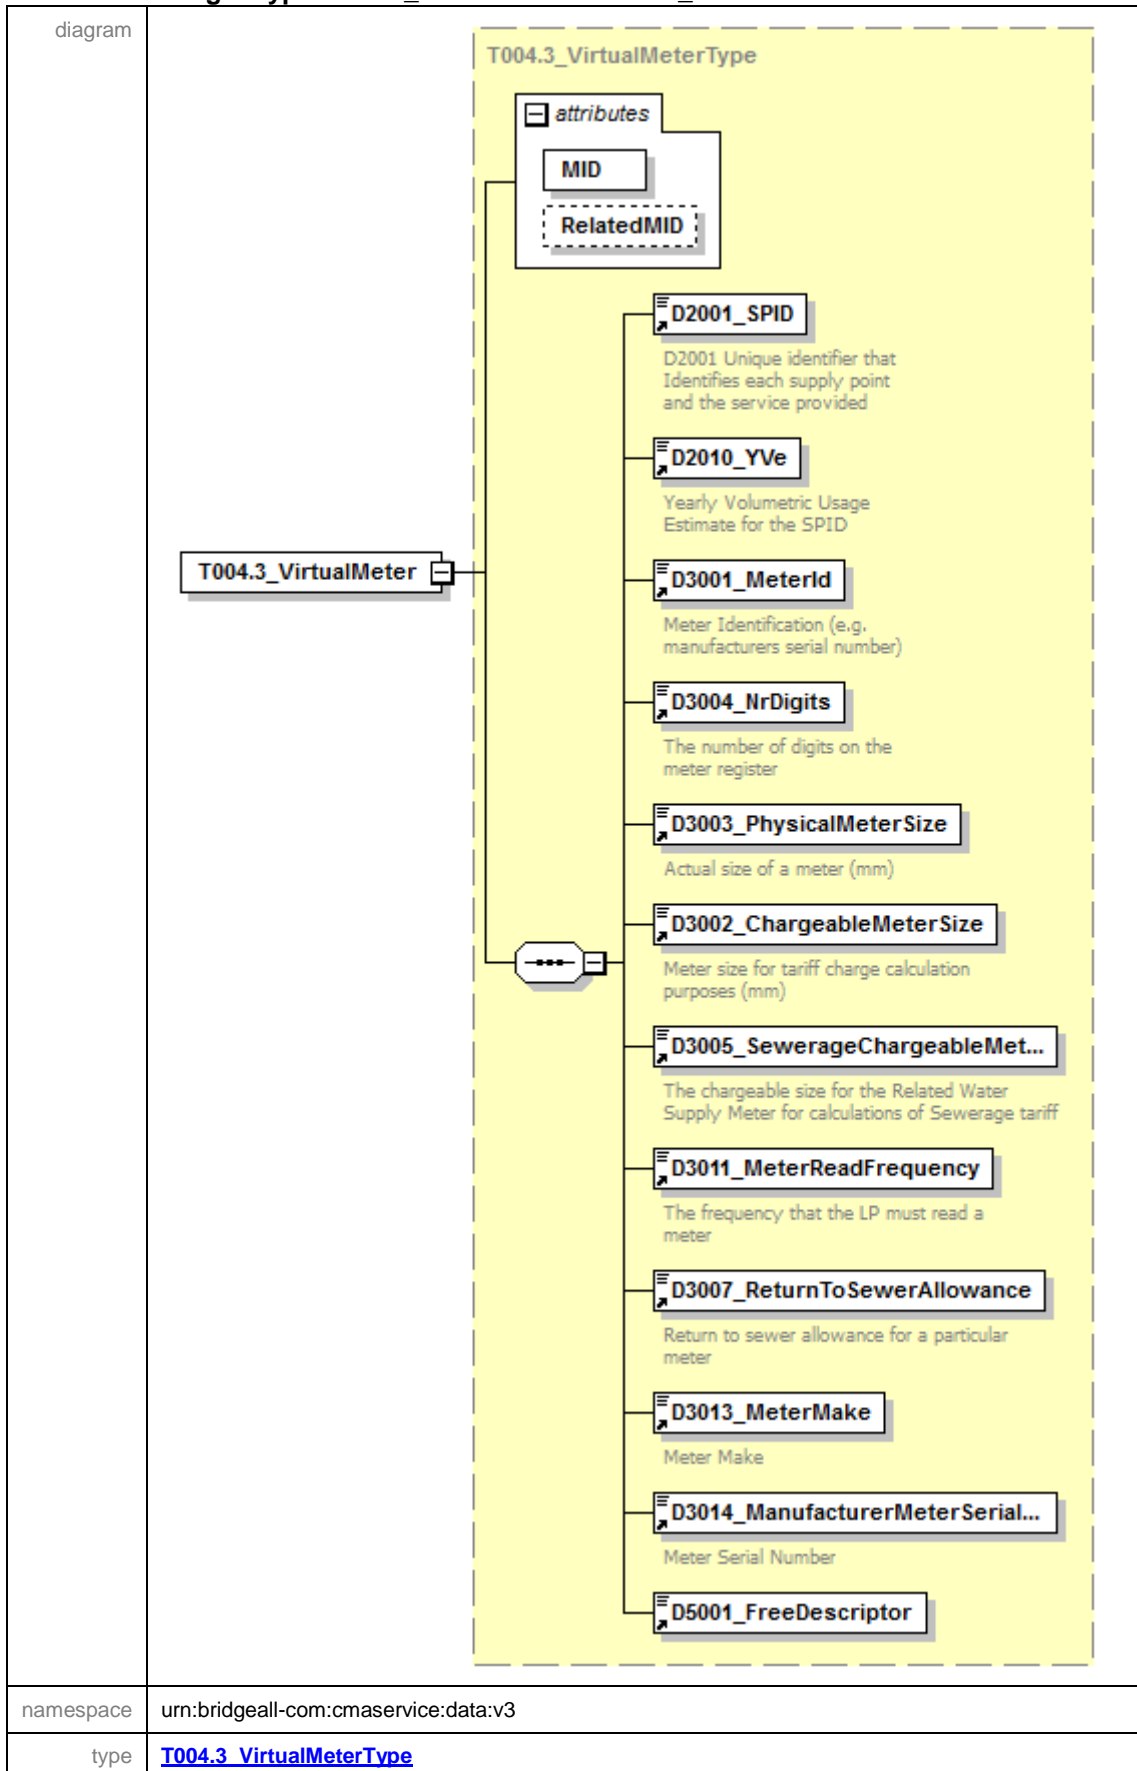 diagram
T004.3_VirtualMeterType
attributes
MID
RelatedMID
D2001_SPID
D2001 Unique identifier that
Identifies each supply point
and the service provided
D2010_YVe
Yearly Volumetric Usage
Estimate for the SPID
T004.3_VirtualMeter
D3001_MeterId
Meter Identification (e.g.
manufacturers serial number)
D3004_NrDigits
The number of digits on the
meter register
D3003_PhysicalMeterSize
Actual size of a meter (mm)
D3002_ChargeableMeterSize
Meter size for tariff charge calculation
purposes (mm)
D3005_SewerageChargeableMet...
The chargeable size for the Related Water
Supply Meter for calculations of Sewerage tariff
D3011_MeterReadFrequency
The frequency that the LP must read a
meter
D3007_ReturnToSewerAllowance
Return to sewer allowance for a particular
meter
D3013_MeterMake
Meter Make
D3014_ManufacturerMeterSerial...
Meter Serial Number
D5001_FreeDescriptor
namespace urn:bridgeall-com:cmaservice:data:v3
type T004.3_VirtualMeterType